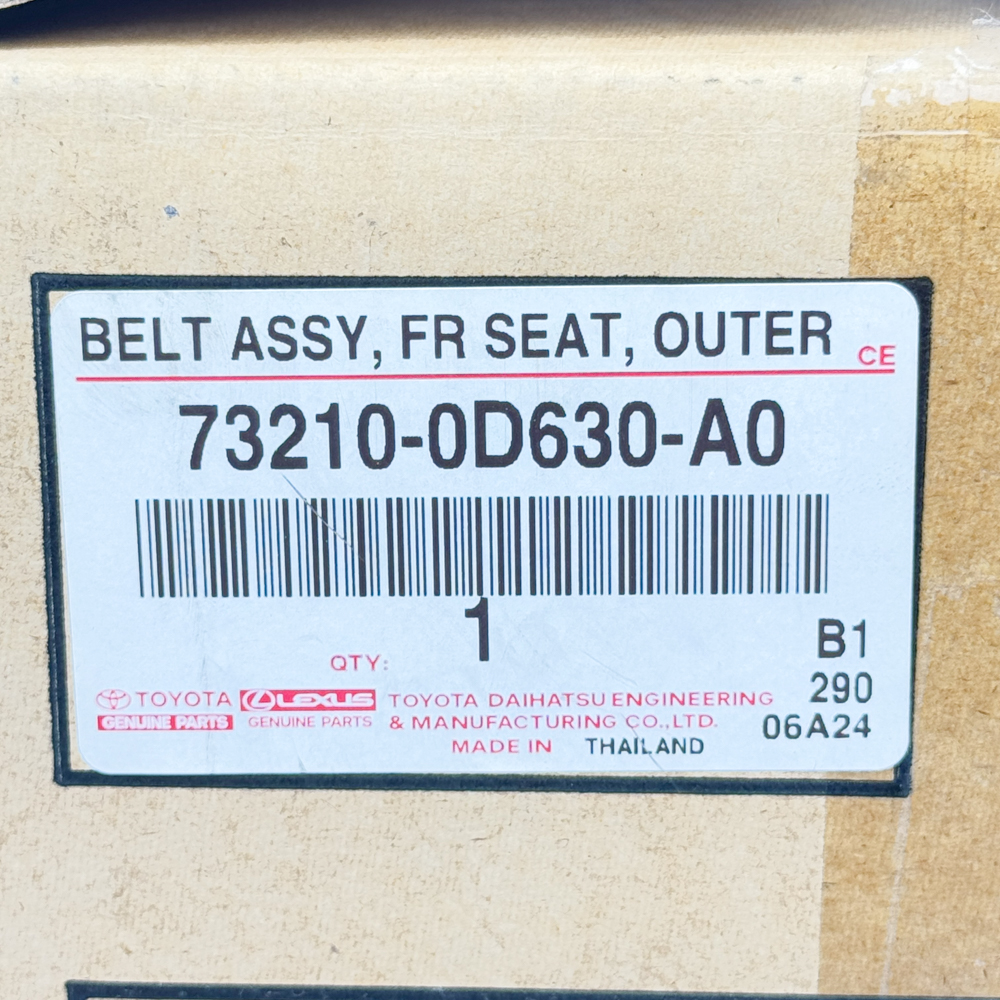 BELT ASSY, FR SEAT, OUTER CE
73210-0D630-A0
1
QTY:
B1
290
06A24
TOYOTA
GENUINE PARTS
LEXUS
GENUINE PARTS
TOYOTA DAIHATSU ENGINEERING
& MANUFACTURING CO.,LTD.
MADE IN THAILAND